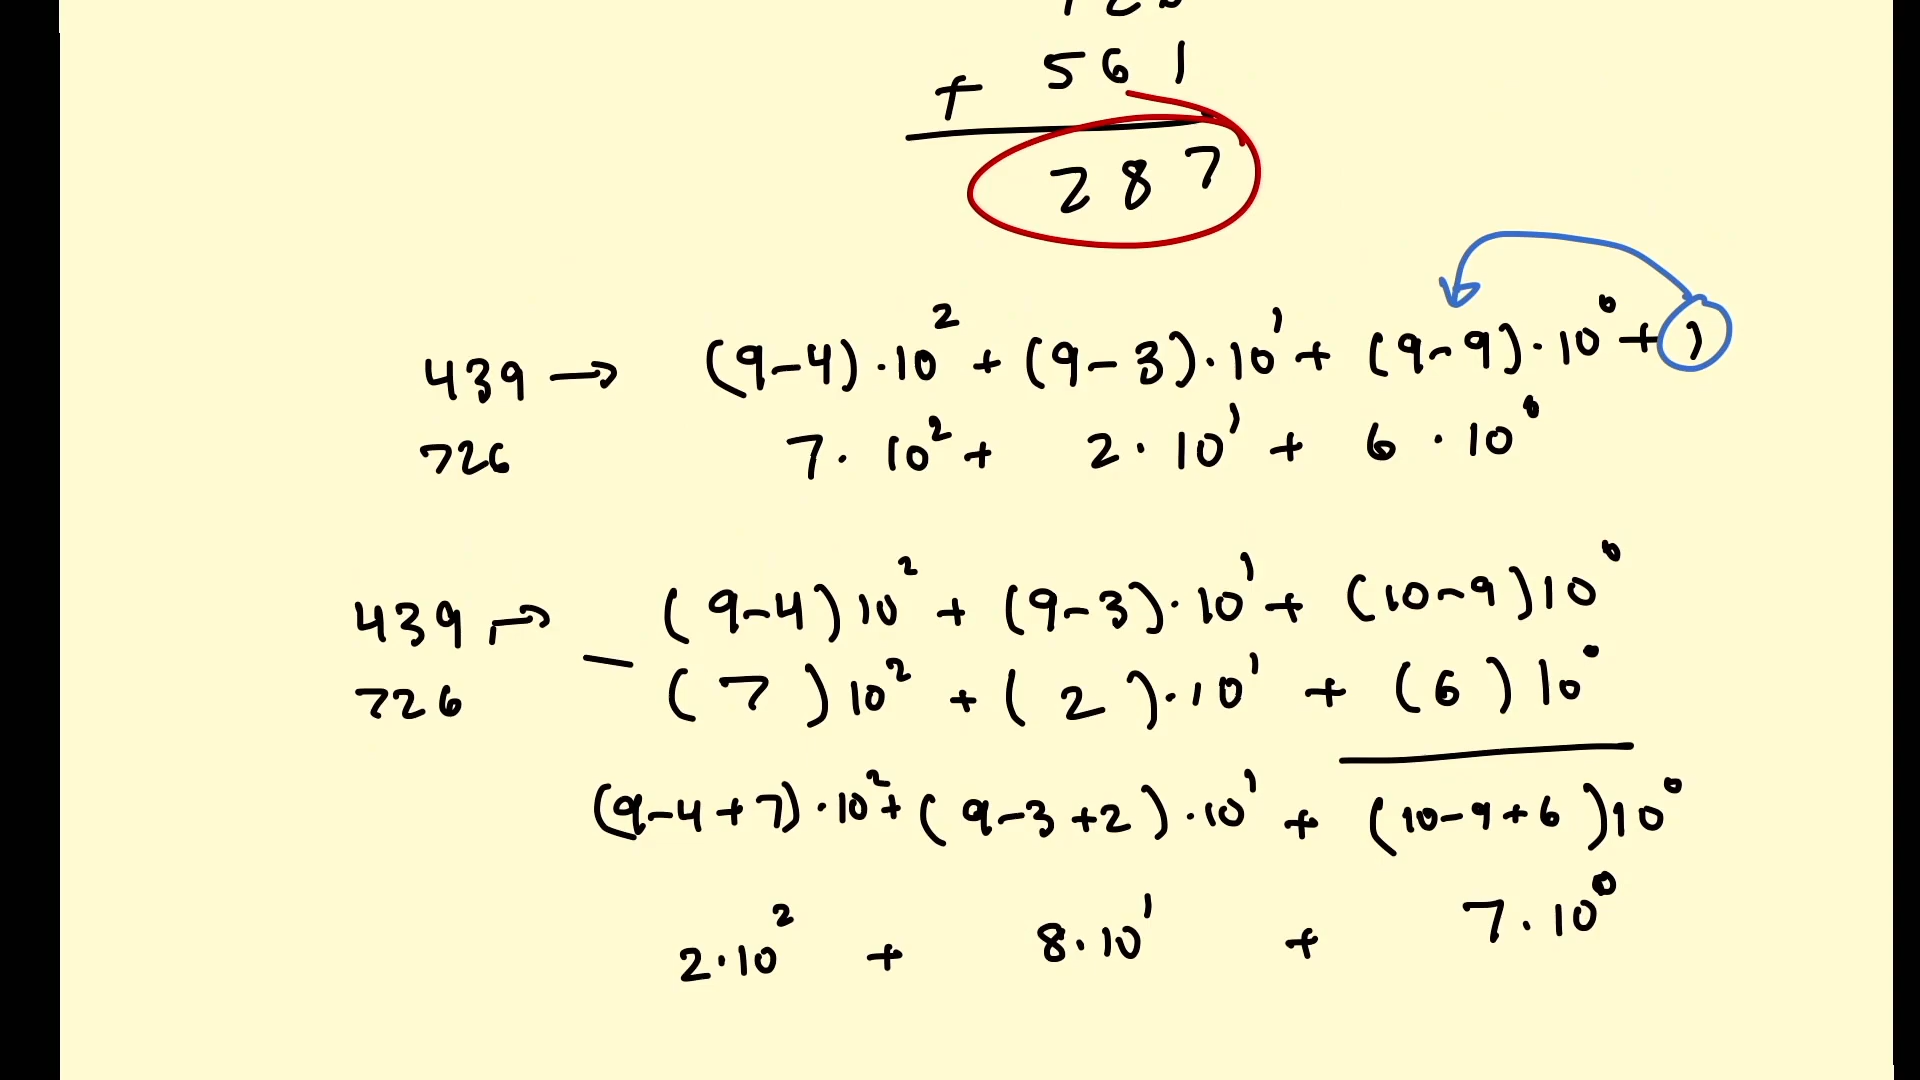 + 561
287
439 → (9-4)·10² + (9-3)·10¹ + (9-9)·10⁰ + 1
726 7·10² + 2·10¹ + 6·10⁰
439 → (9-4)10² + (9-3)·10¹ + (10-9)10⁰
726 — (7)10² + (2)·10¹ + (6)10⁰
(9-4+7)·10² + (9-3+2)·10¹ + (10-9+6)10⁰
2·10² + 8·10¹ + 7·10⁰